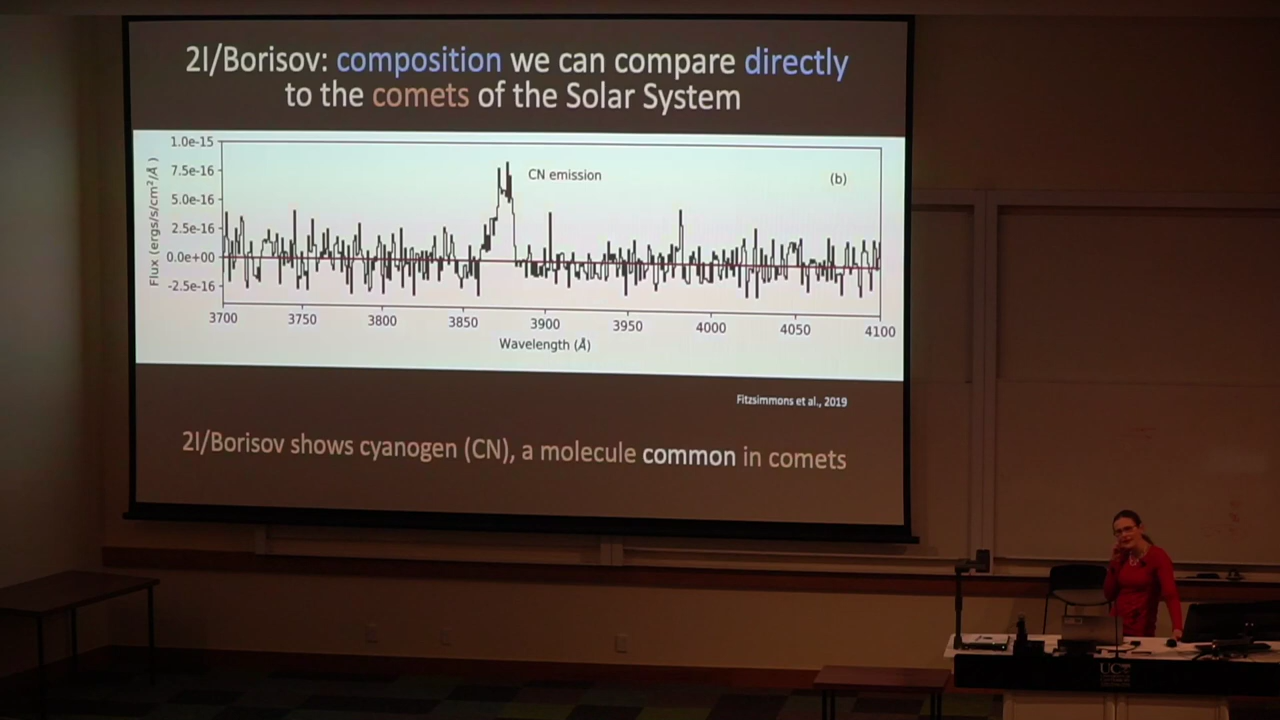 2I/Borisov: composition we can compare directly
to the comets of the Solar System
1.0e-15
7.5e-16
5.0e-16
2.5e-16
0.0e+00
-2.5e-16
Flux (ergs/s/cm²/Å)
CN emission
(b)
3700 3750 3800 3850 3900 3950 4000 4050 4100
Wavelength (Å)
Fitzsimmons et al., 2019
2I/Borisov shows cyanogen (CN), a molecule common in comets
UC